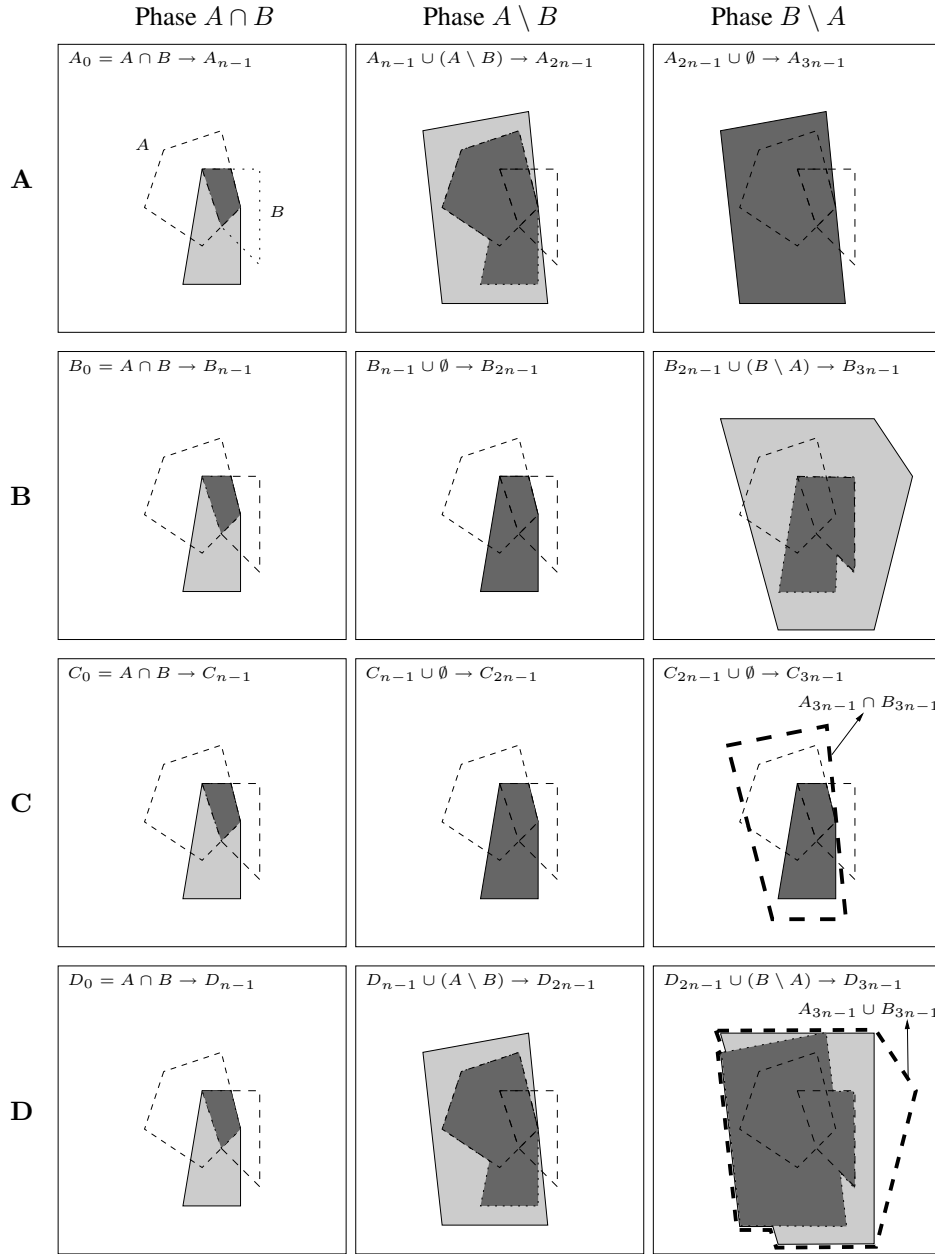 Phase A ∩ B Phase A \ B Phase B \ A
A₀ = A ∩ B → Aₙ₋₁ Aₙ₋₁ ∪ (A \ B) → A₂ₙ₋₁ A₂ₙ₋₁ ∪ ∅ → A₃ₙ₋₁
A
A
B
B₀ = A ∩ B → Bₙ₋₁ Bₙ₋₁ ∪ ∅ → B₂ₙ₋₁ B₂ₙ₋₁ ∪ (B \ A) → B₃ₙ₋₁
B
C₀ = A ∩ B → Cₙ₋₁ Cₙ₋₁ ∪ ∅ → C₂ₙ₋₁ C₂ₙ₋₁ ∪ ∅ → C₃ₙ₋₁
A₃ₙ₋₁ ∩ B₃ₙ₋₁
C
D₀ = A ∩ B → Dₙ₋₁ Dₙ₋₁ ∪ (A \ B) → D₂ₙ₋₁ D₂ₙ₋₁ ∪ (B \ A) → D₃ₙ₋₁
A₃ₙ₋₁ ∪ B₃ₙ₋₁
D